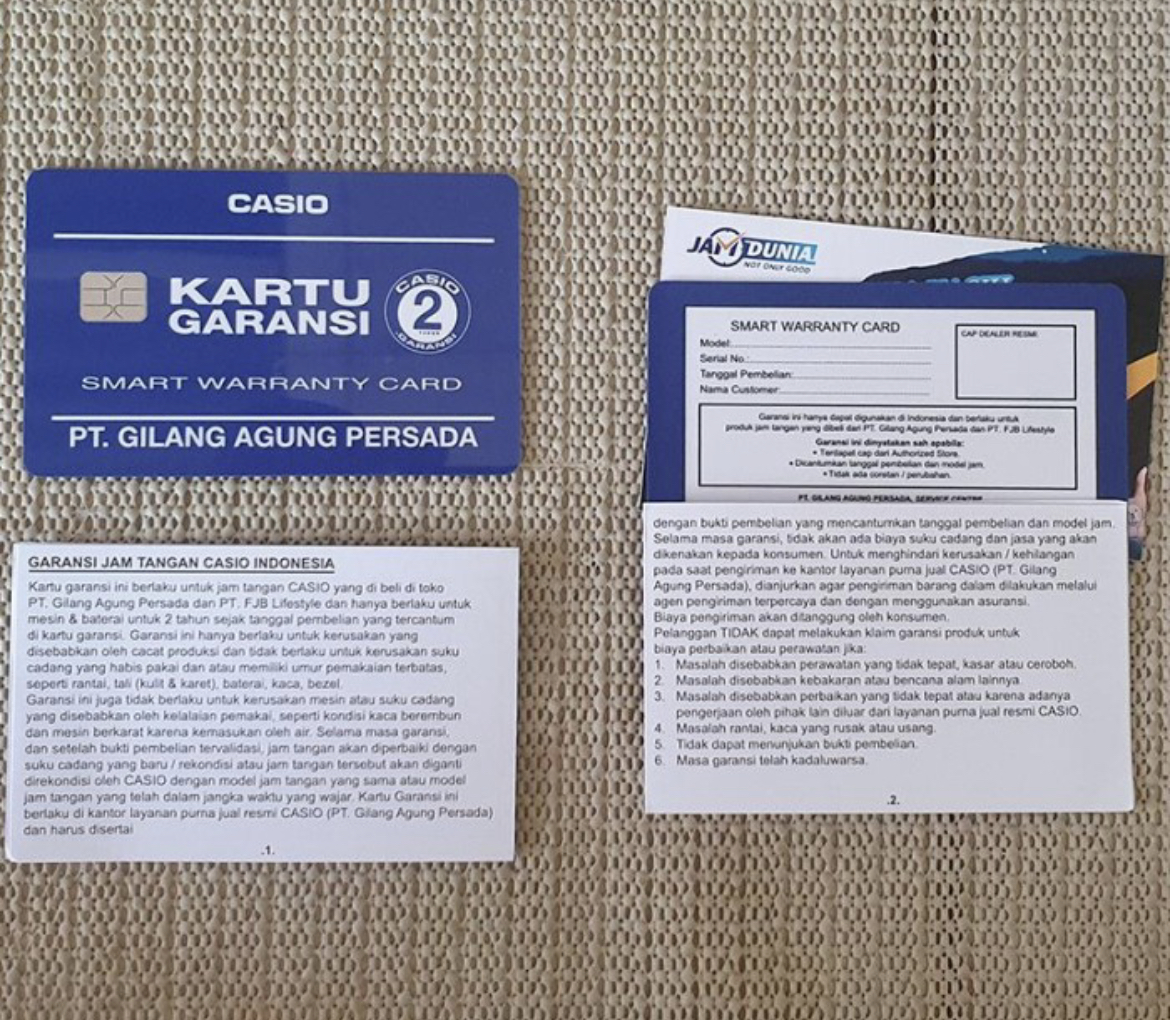 CASIO
KARTU
GARANSI
CASIO
2
TAHUN
GARANSI
SMART WARRANTY CARD
PT. GILANG AGUNG PERSADA
GARANSI JAM TANGAN CASIO INDONESIA
Kartu garansi ini berlaku untuk jam tangan CASIO yang di beli di toko
PT. Gilang Agung Persada dan PT. FJB Lifestyle dan hanya berlaku untuk
mesin & baterai untuk 2 tahun sejak tanggal pembelian yang tercantum
di kartu garansi. Garansi ini hanya berlaku untuk kerusakan yang
disebabkan oleh cacat produksi dan tidak berlaku untuk kerusakan suku
cadang yang habis pakai dan atau memiliki umur pemakaian terbatas,
seperti rantai, tali (kulit & karet), baterai, kaca, bezel.
Garansi ini juga tidak berlaku untuk kerusakan mesin atau suku cadang
yang disebabkan oleh kelalaian pemakai, seperti kondisi kaca berembun
dan mesin berkarat karena kemasukan oleh air. Selama masa garansi,
dan setelah bukti pembelian tervalidasi, jam tangan akan diperbaiki dengan
suku cadang yang baru / rekondisi atau jam tangan tersebut akan diganti
direkondisi oleh CASIO dengan model jam tangan yang sama atau model
jam tangan yang telah dalam jangka waktu yang wajar. Kartu Garansi ini
berlaku di kantor layanan purna jual resmi CASIO (PT. Gilang Agung Persada)
dan harus disertai
.1.
JAM DUNIA
NOT ONLY GOOD
SMART WARRANTY CARD
Model:
Serial No.:
Tanggal Pembelian:
Nama Customer:
CAP DEALER RESMI:
Garansi ini hanya dapat digunakan di Indonesia dan berlaku untuk
produk jam tangan yang dibeli dari PT. Gilang Agung Persada dan PT. FJB Lifestyle
Garansi ini dinyatakan sah apabila:
• Terdapat cap dari Authorized Store.
• Dicantumkan tanggal pembelian dan model jam.
• Tidak ada coretan / perubahan.
PT. GILANG AGUNG PERSADA, SERVICE CENTRE
dengan bukti pembelian yang mencantumkan tanggal pembelian dan model jam.
Selama masa garansi, tidak akan ada biaya suku cadang dan jasa yang akan
dikenakan kepada konsumen. Untuk menghindari kerusakan / kehilangan
pada saat pengiriman ke kantor layanan purna jual CASIO (PT. Gilang
Agung Persada), dianjurkan agar pengiriman barang dalam dilakukan melalui
agen pengiriman terpercaya dan dengan menggunakan asuransi.
Biaya pengiriman akan ditanggung oleh konsumen.
Pelanggan TIDAK dapat melakukan klaim garansi produk untuk
biaya perbaikan atau perawatan jika:
1. Masalah disebabkan perawatan yang tidak tepat, kasar atau ceroboh.
2. Masalah disebabkan kebakaran atau bencana alam lainnya.
3. Masalah disebabkan perbaikan yang tidak tepat atau karena adanya
pengerjaan oleh pihak lain diluar dari layanan purna jual resmi CASIO.
4. Masalah rantai, kaca yang rusak atau usang.
5. Tidak dapat menunjukan bukti pembelian.
6. Masa garansi telah kadaluwarsa.
.2.